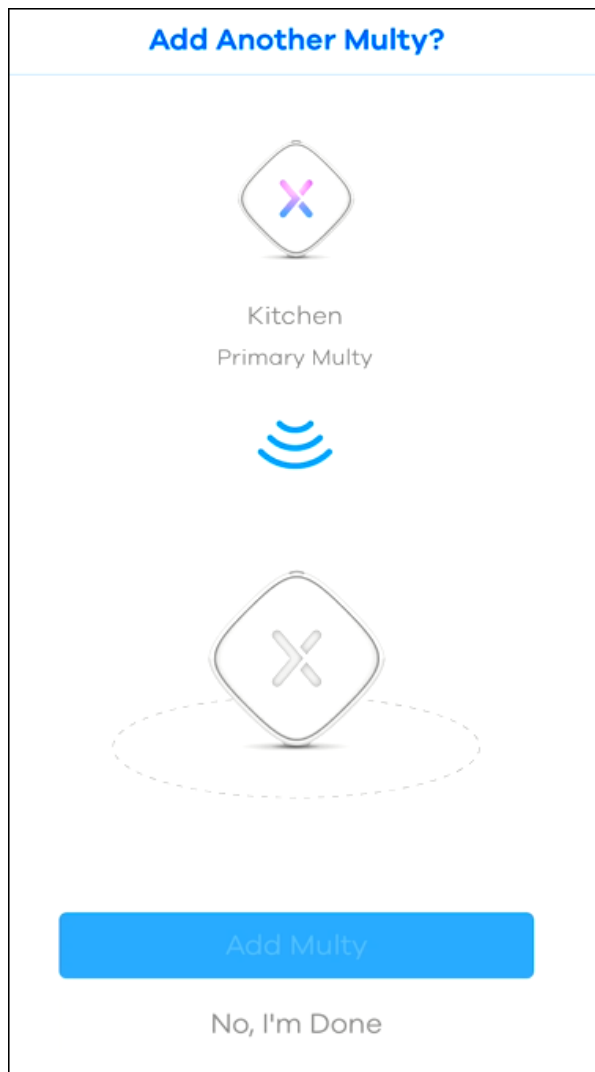 Add Another Multy?
Kitchen
Primary Multy
Add Multy
No, I'm Done